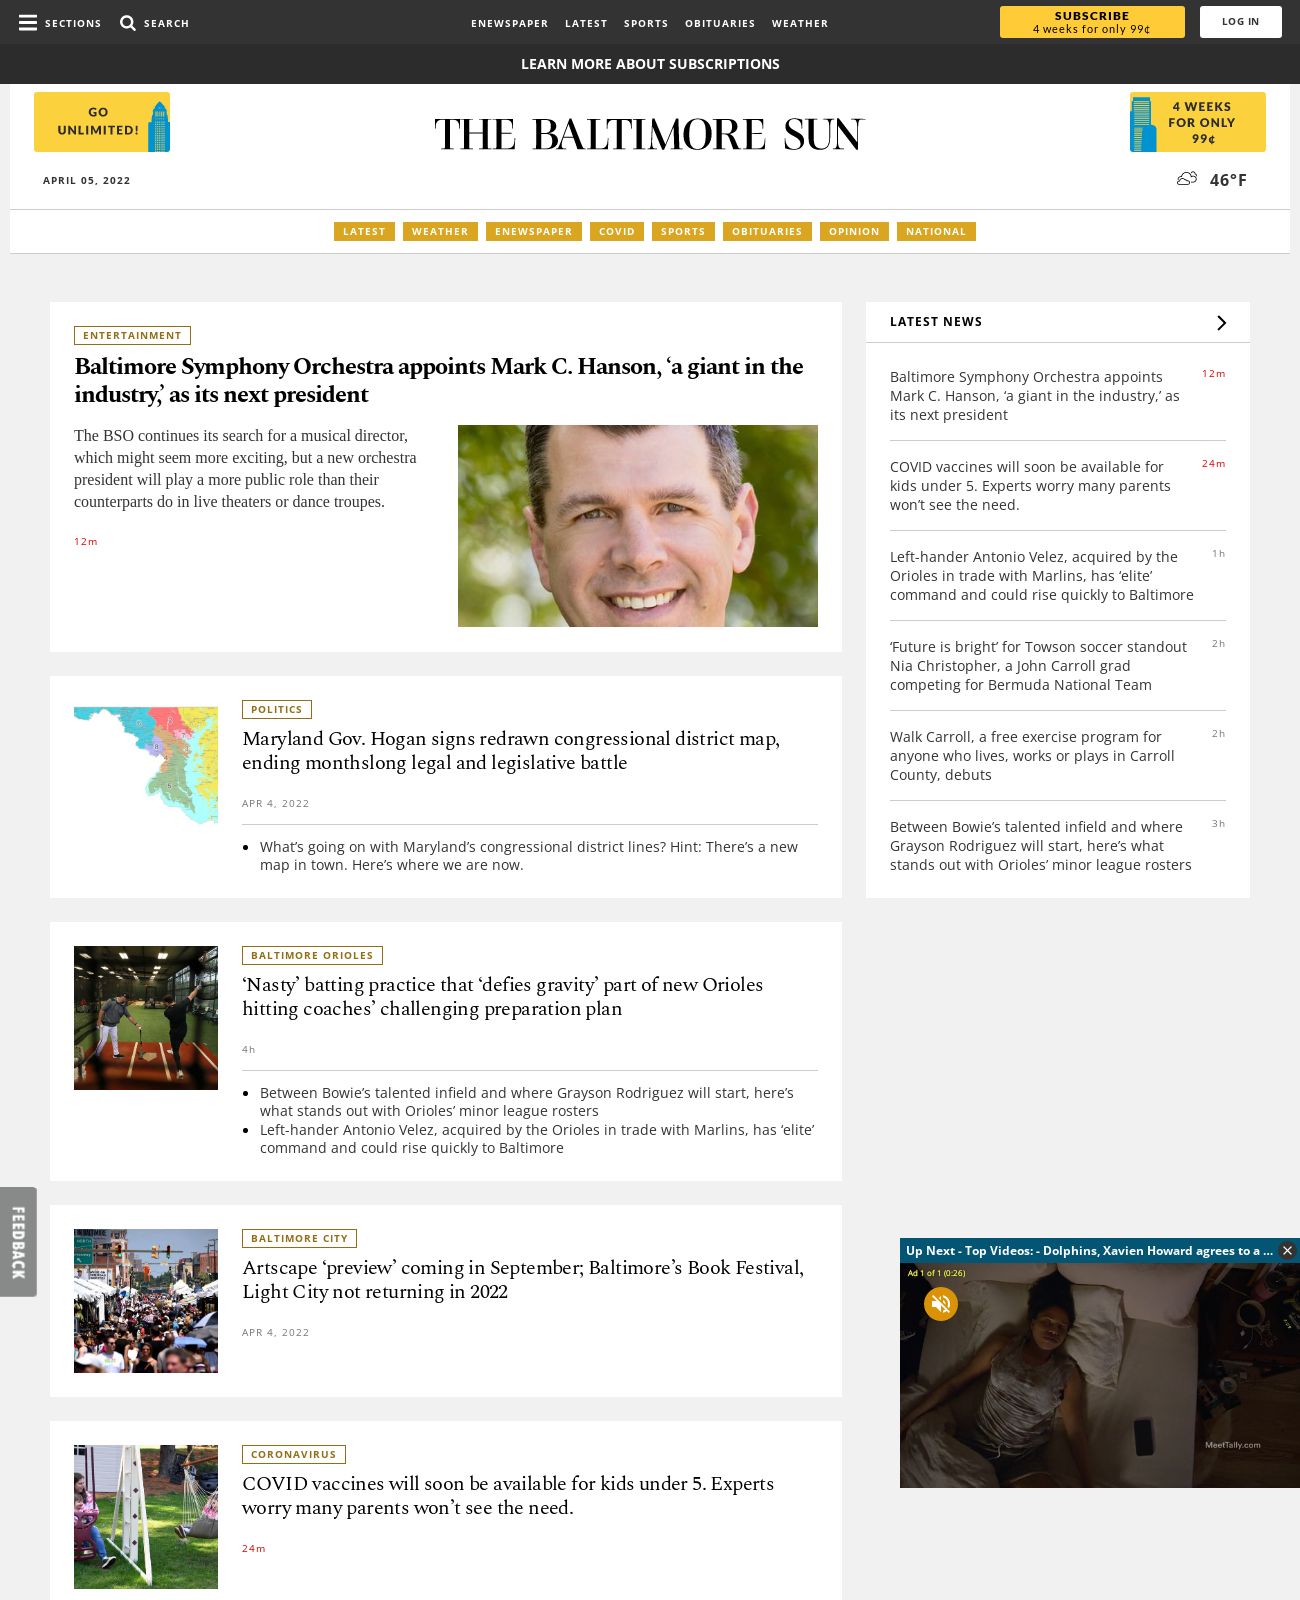 SECTIONS
SEARCH
ENEWSPAPER LATEST SPORTS OBITUARIES WEATHER
SUBSCRIBE
4 weeks for only 99¢
LOG IN
LEARN MORE ABOUT SUBSCRIPTIONS
GO
UNLIMITED!
THE BALTIMORE SUN
4 WEEKS
FOR ONLY
99¢
APRIL 05, 2022
46°F
LATEST WEATHER ENEWSPAPER COVID SPORTS OBITUARIES OPINION NATIONAL
ENTERTAINMENT
Baltimore Symphony Orchestra appoints Mark C. Hanson, ‘a giant in the
industry,’ as its next president
The BSO continues its search for a musical director,
which might seem more exciting, but a new orchestra
president will play a more public role than their
counterparts do in live theaters or dance troupes.
12m
POLITICS
Maryland Gov. Hogan signs redrawn congressional district map,
ending monthslong legal and legislative battle
APR 4, 2022
What’s going on with Maryland’s congressional district lines? Hint: There’s a new
map in town. Here’s where we are now.
BALTIMORE ORIOLES
‘Nasty’ batting practice that ‘defies gravity’ part of new Orioles
hitting coaches’ challenging preparation plan
4h
Between Bowie’s talented infield and where Grayson Rodriguez will start, here’s
what stands out with Orioles’ minor league rosters
Left-hander Antonio Velez, acquired by the Orioles in trade with Marlins, has ‘elite’
command and could rise quickly to Baltimore
BALTIMORE CITY
Artscape ‘preview’ coming in September; Baltimore’s Book Festival,
Light City not returning in 2022
APR 4, 2022
CORONAVIRUS
COVID vaccines will soon be available for kids under 5. Experts
worry many parents won’t see the need.
24m
LATEST NEWS
Baltimore Symphony Orchestra appoints
Mark C. Hanson, ‘a giant in the industry,’ as
its next president
12m
COVID vaccines will soon be available for
kids under 5. Experts worry many parents
won’t see the need.
24m
Left-hander Antonio Velez, acquired by the
Orioles in trade with Marlins, has ‘elite’
command and could rise quickly to Baltimore
1h
‘Future is bright’ for Towson soccer standout
Nia Christopher, a John Carroll grad
competing for Bermuda National Team
2h
Walk Carroll, a free exercise program for
anyone who lives, works or plays in Carroll
County, debuts
2h
Between Bowie’s talented infield and where
Grayson Rodriguez will start, here’s what
stands out with Orioles’ minor league rosters
3h
FEEDBACK
Up Next - Top Videos: - Dolphins, Xavien Howard agrees to a ...
Ad 1 of 1 (0:26)
MeetTally.com